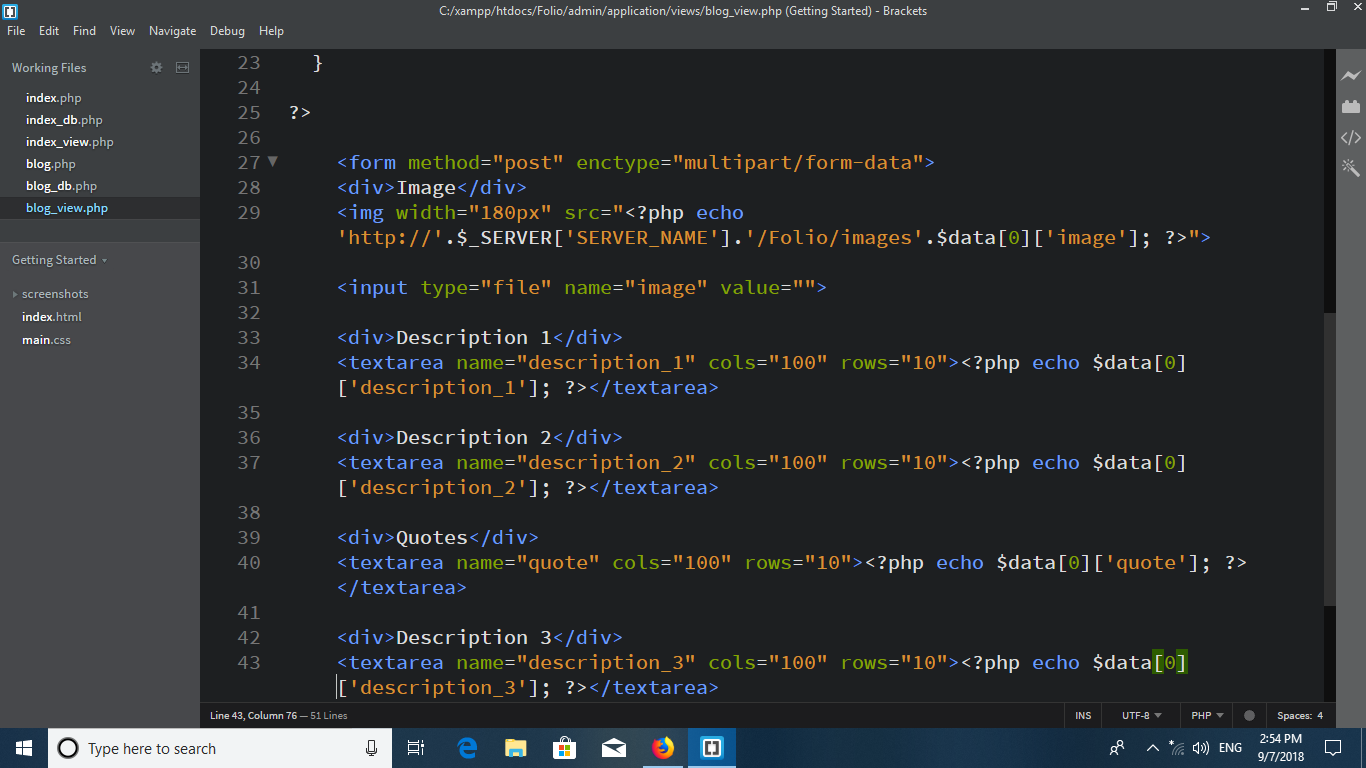 C:/xampp/htdocs/Folio/admin/application/views/blog_view.php (Getting Started) - Brackets
File Edit Find View Navigate Debug Help
Working Files
index.php
index_db.php
index_view.php
blog.php
blog_db.php
blog_view.php
Getting Started
screenshots
index.html
main.css
23 }
24
25 ?>
26
27 <form method="post" enctype="multipart/form-data">
28 <div>Image</div>
29 <img width="180px" src="<?php echo
'http://'.$_SERVER['SERVER_NAME'].'/Folio/images'.$data[0]['image']; ?>">
30
31 <input type="file" name="image" value="">
32
33 <div>Description 1</div>
34 <textarea name="description_1" cols="100" rows="10"><?php echo $data[0]
['description_1']; ?></textarea>
35
36 <div>Description 2</div>
37 <textarea name="description_2" cols="100" rows="10"><?php echo $data[0]
['description_2']; ?></textarea>
38
39 <div>Quotes</div>
40 <textarea name="quote" cols="100" rows="10"><?php echo $data[0]['quote']; ?>
</textarea>
41
42 <div>Description 3</div>
43 <textarea name="description_3" cols="100" rows="10"><?php echo $data[0]
['description_3']; ?></textarea>
Line 43, Column 76 — 51 Lines
INS UTF-8 PHP Spaces: 4
Type here to search
ENG
2:54 PM
9/7/2018